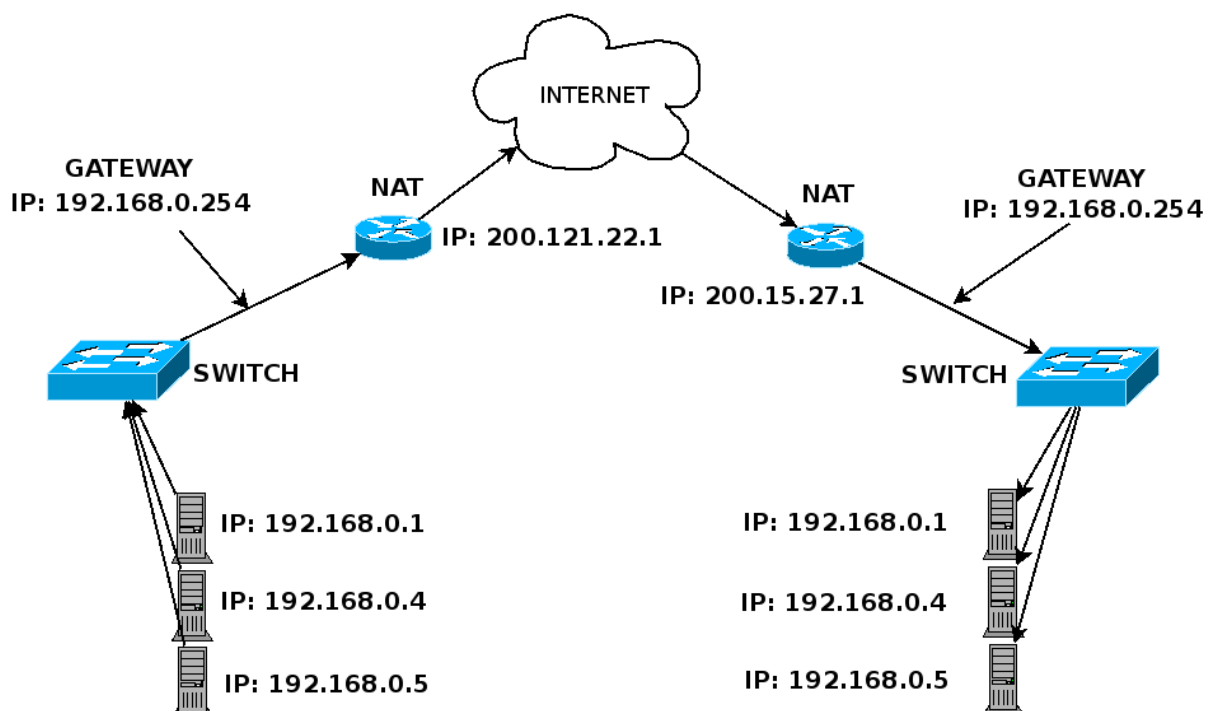 INTERNET
GATEWAY
IP: 192.168.0.254
NAT
IP: 200.121.22.1
SWITCH
IP: 192.168.0.1
IP: 192.168.0.4
IP: 192.168.0.5
NAT
IP: 200.15.27.1
GATEWAY
IP: 192.168.0.254
SWITCH
IP: 192.168.0.1
IP: 192.168.0.4
IP: 192.168.0.5